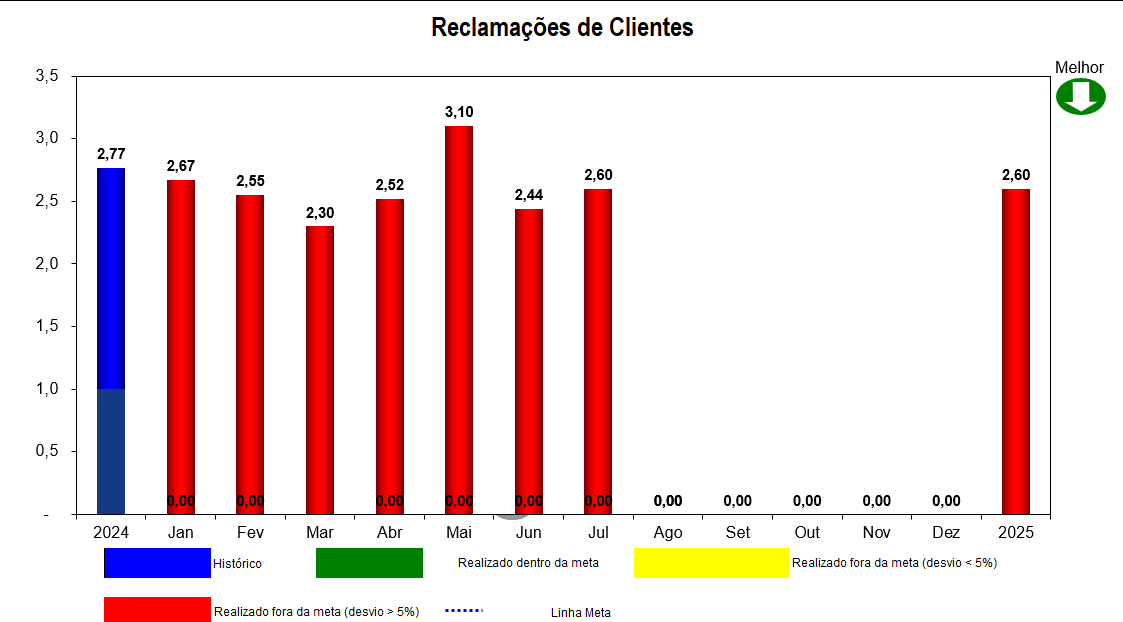 Reclamações de Clientes
Melhor
3,5
3,0
2,5
2,0
1,5
1,0
0,5
-
2,77
2,67
2,55
2,30
2,52
3,10
2,44
2,60
2,60
0,00 0,00 0,00 0,00 0,00 0,00 0,00 0,00 0,00 0,00 0,00
2024 Jan Fev Mar Abr Mai Jun Jul Ago Set Out Nov Dez 2025
Histórico Realizado dentro da meta Realizado fora da meta (desvio < 5%)
Realizado fora da meta (desvio > 5%) Linha Meta